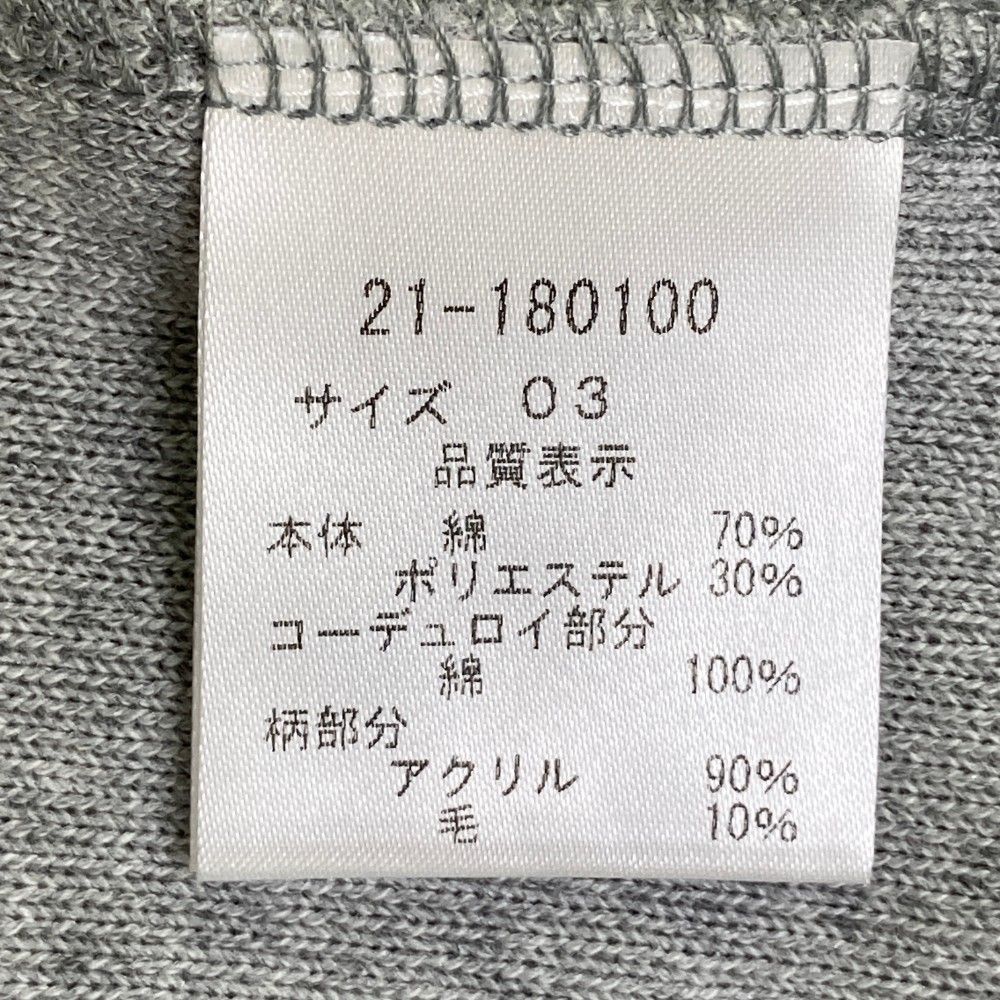 21-180100
サイズ　03
品質表示
本体　綿　70%
ポリエステル 30%
コーデュロイ部分
綿　100%
柄部分
アクリル　90%
毛　10%